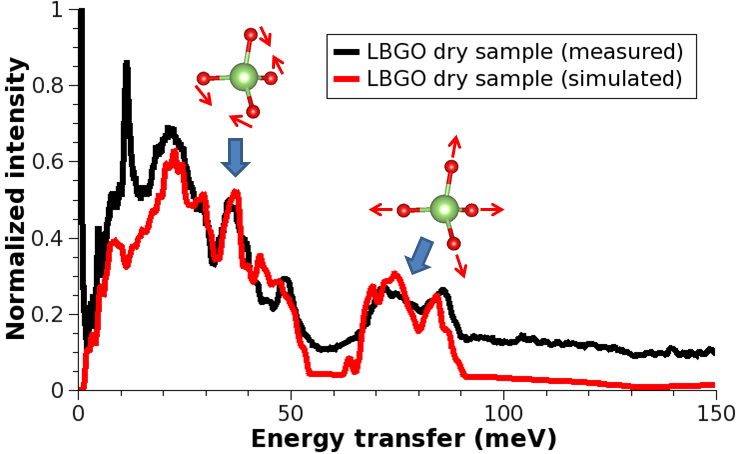 Normalized intensity
1
0.8
0.6
0.4
0.2
0
LBGO dry sample (measured)
LBGO dry sample (simulated)
0 50 100 150
Energy transfer (meV)